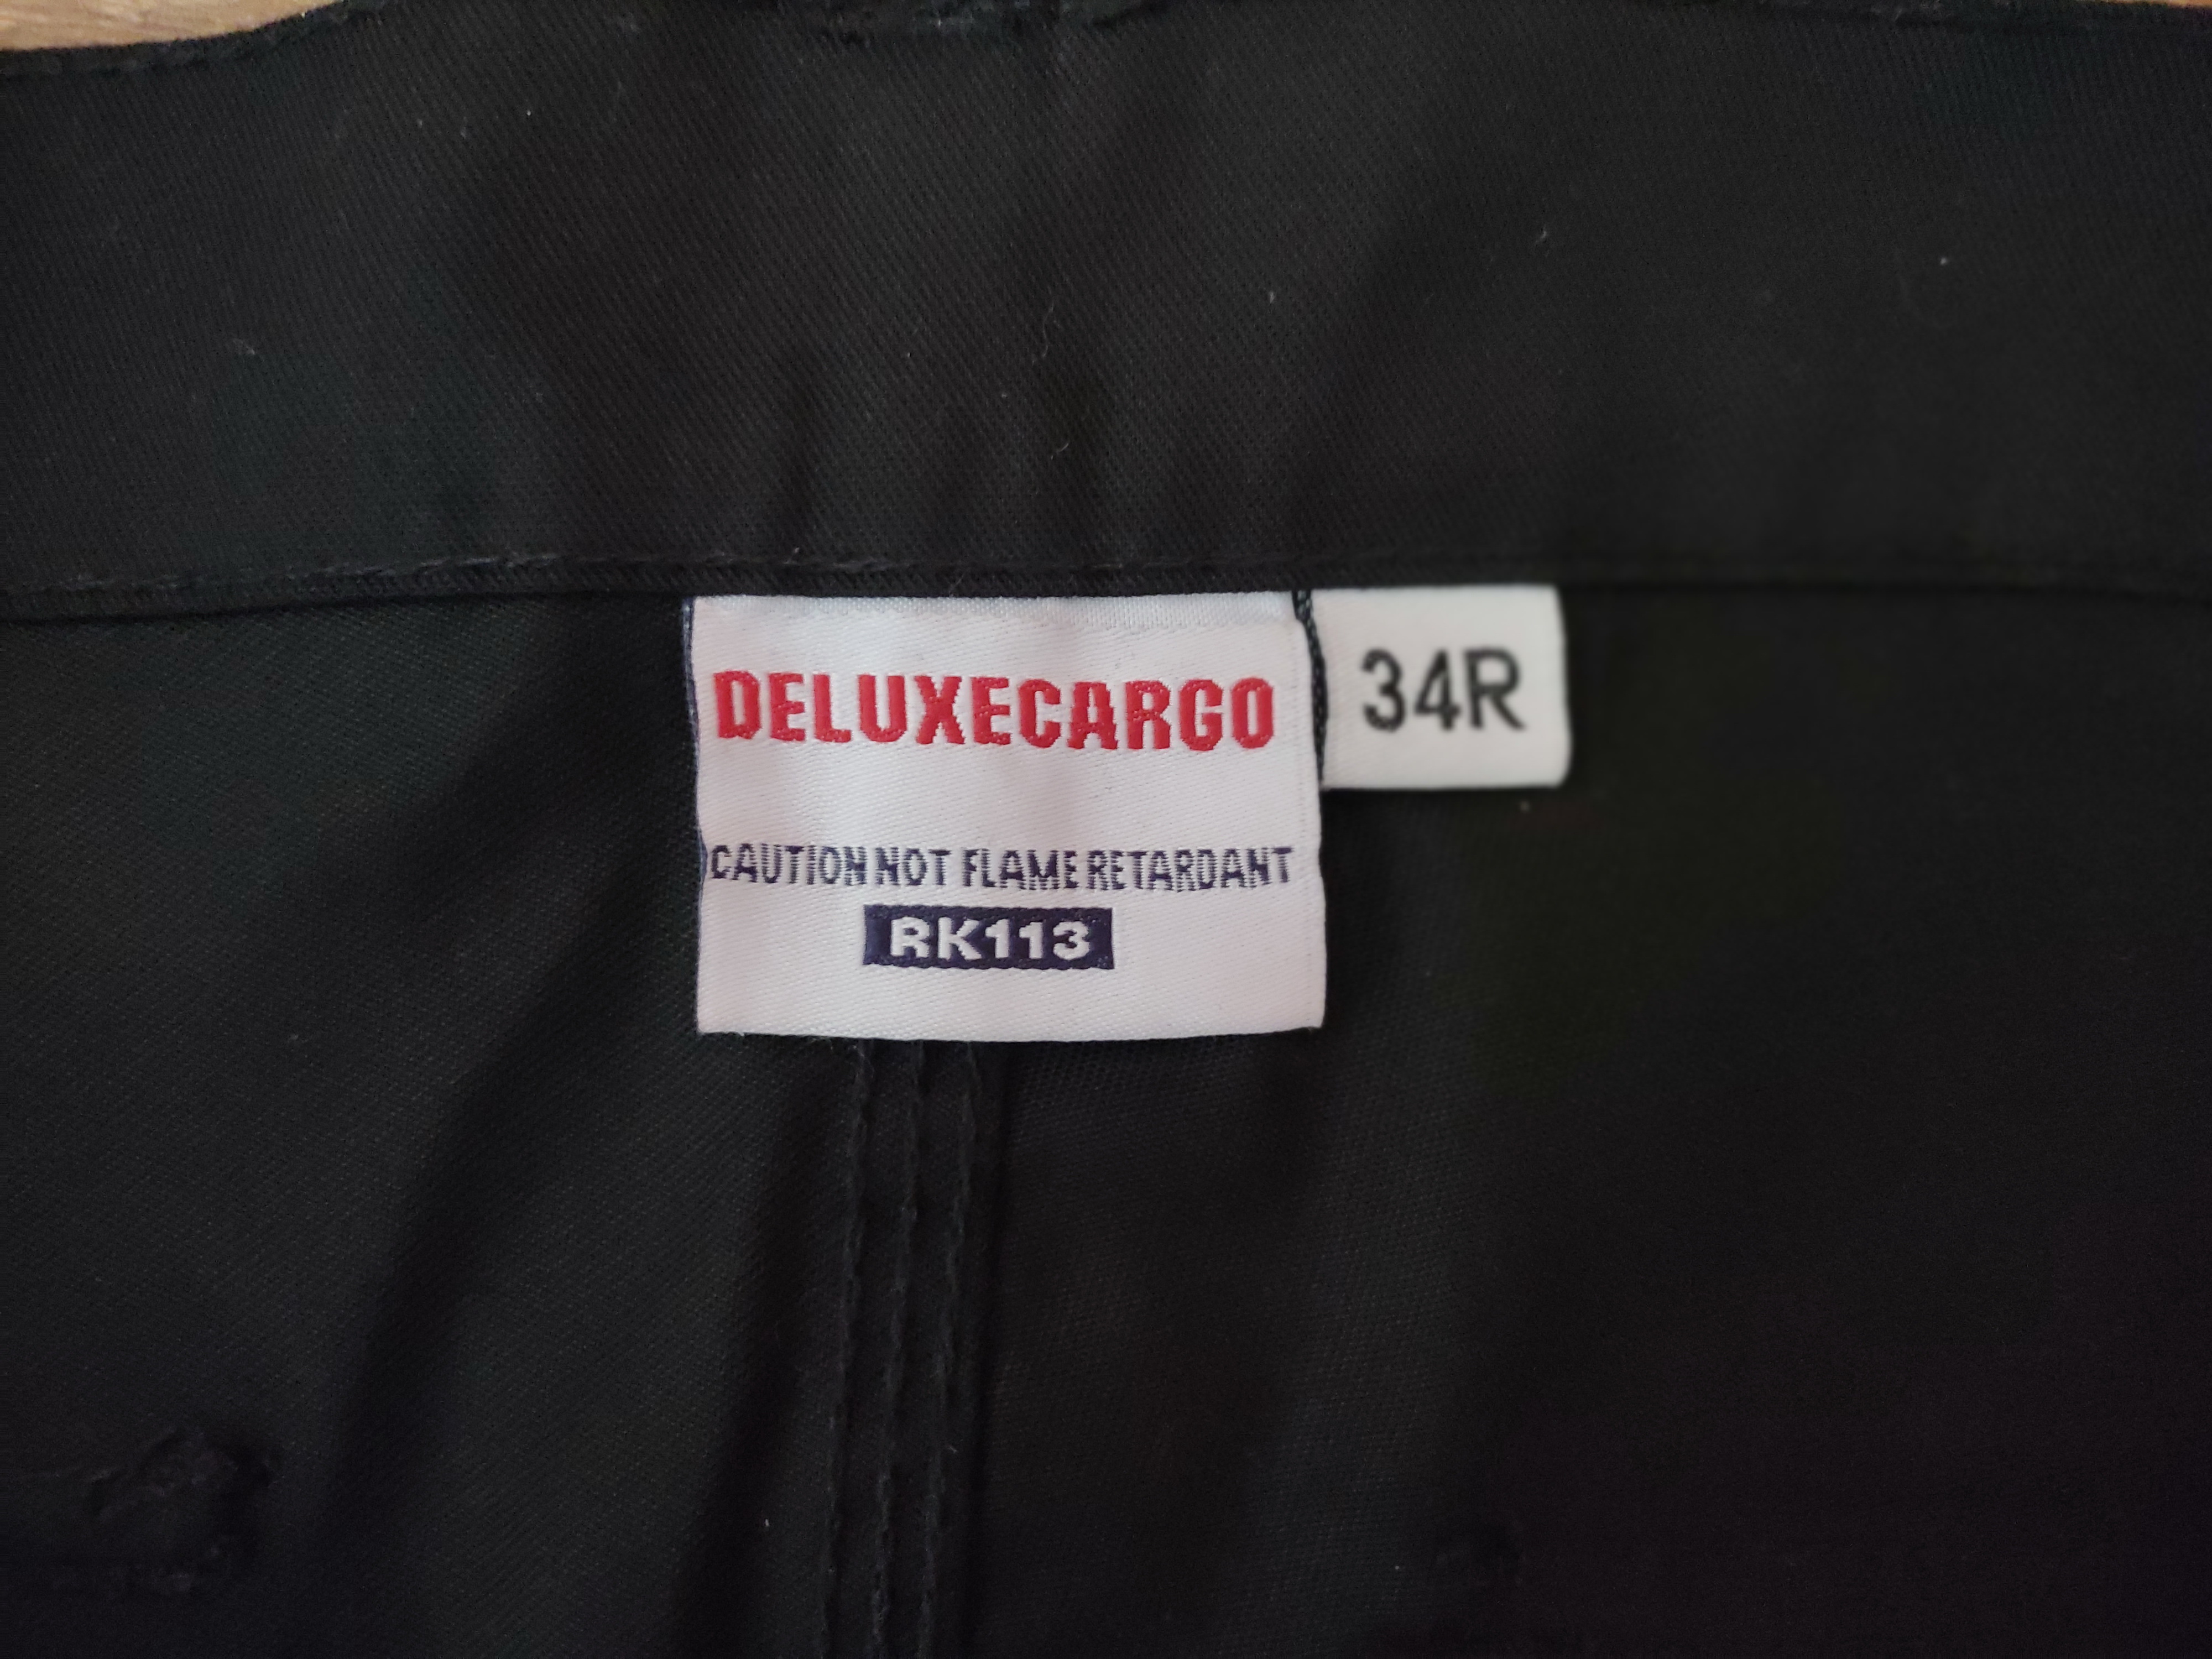 DELUXECARGO
34R
CAUTION NOT FLAME RETARDANT
RK113